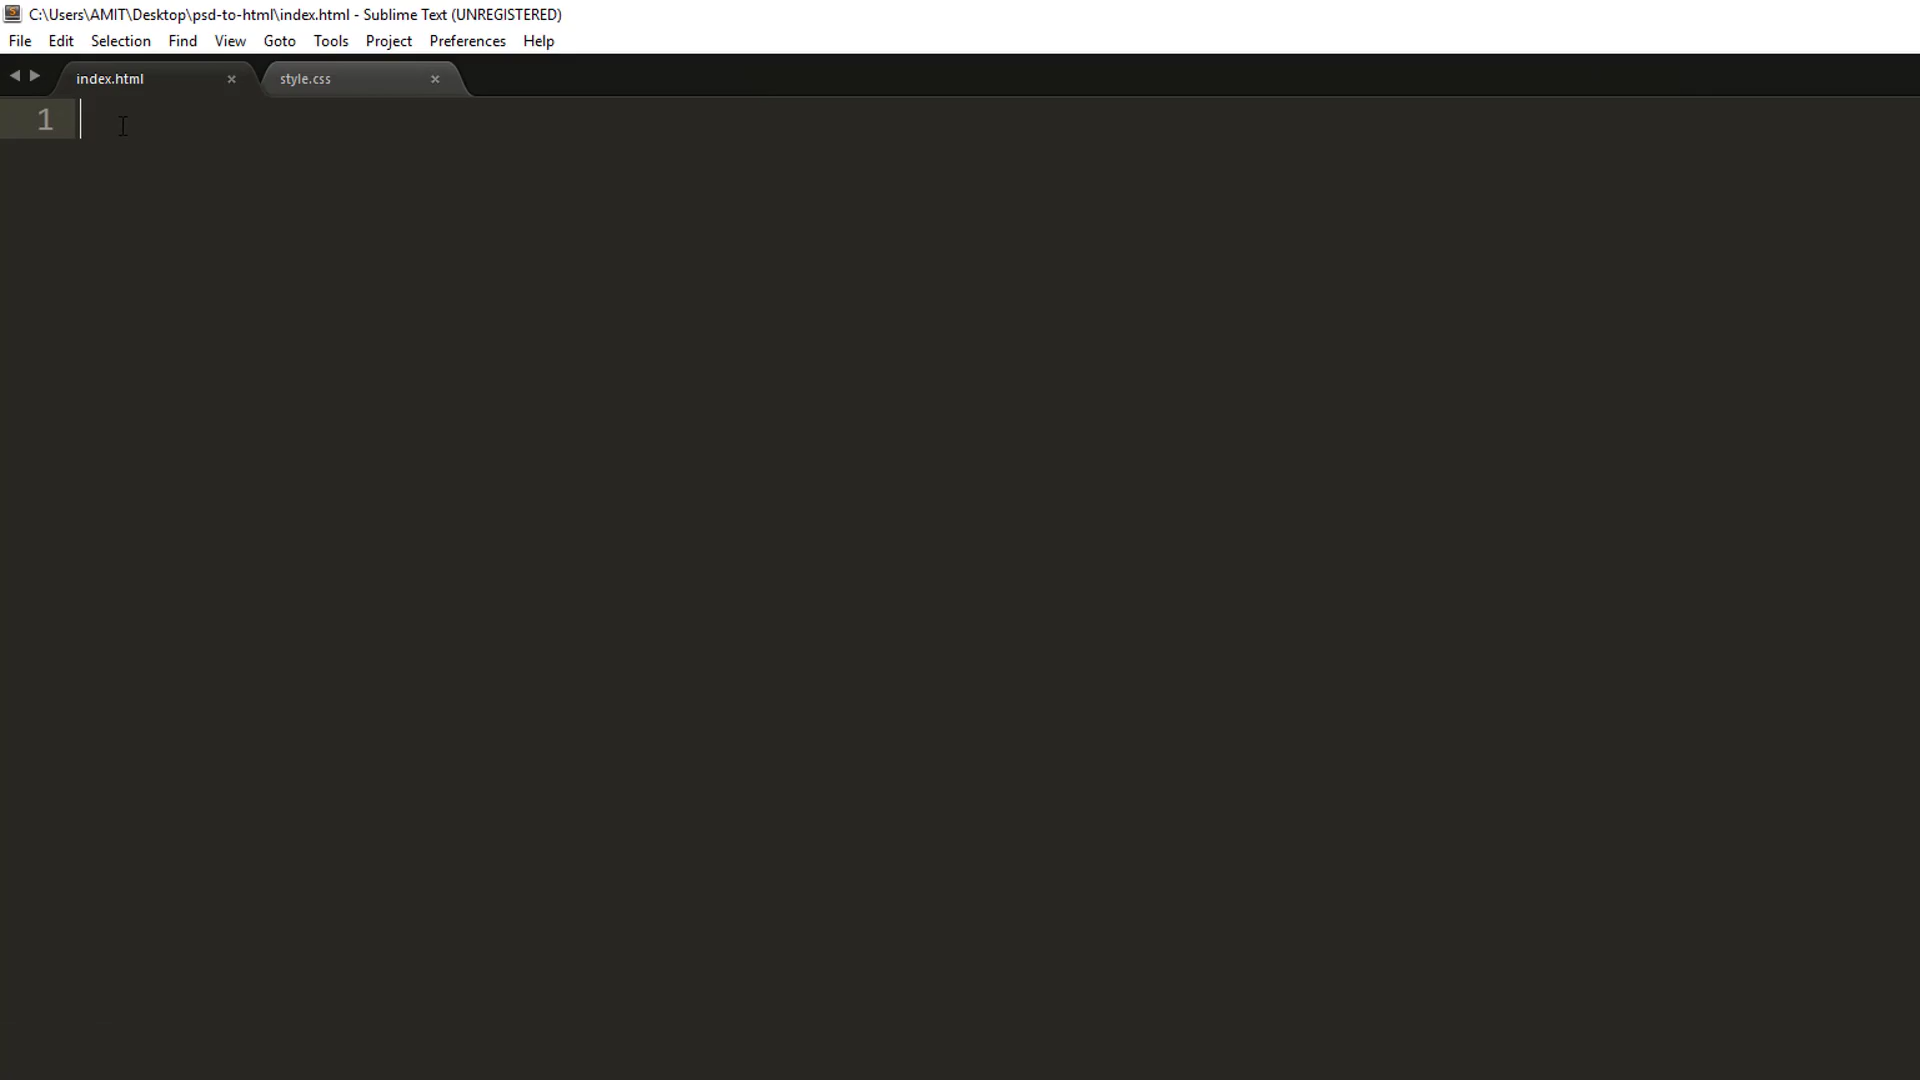 C:\Users\AMIT\Desktop\psd-to-html\index.html - Sublime Text (UNREGISTERED)
File Edit Selection Find View Goto Tools Project Preferences Help
index.html × style.css ×
1